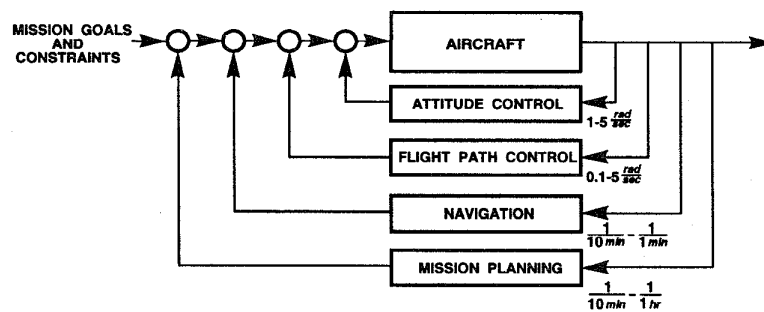 MISSION GOALS
AND
CONSTRAINTS
AIRCRAFT
ATTITUDE CONTROL
1-5 rad/sec
FLIGHT PATH CONTROL
0.1-5 rad/sec
NAVIGATION
1/10 min - 1/1 min
MISSION PLANNING
1/10 min - 1/1 hr